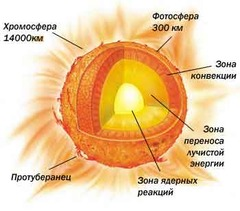 Хромосфера
14000км
Фотосфера
300 км
Зона
конвекции
Зона
переноса
лучистой
энергии
Зона ядерных
реакций
Протуберанец